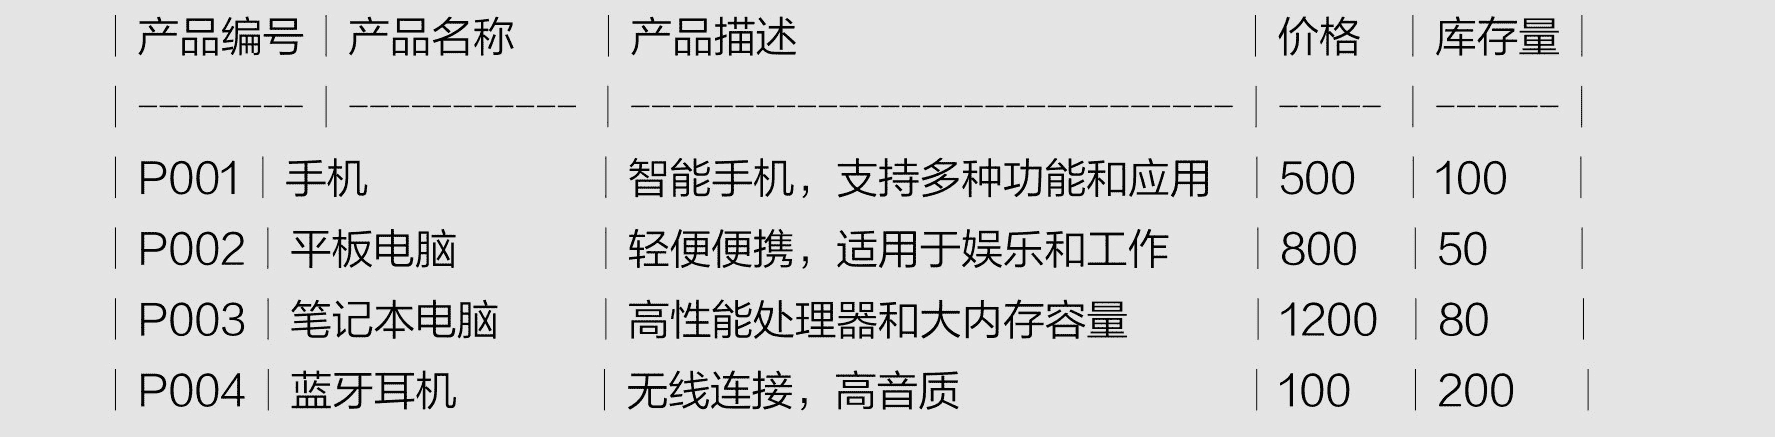 | 产品编号 | 产品名称 | 产品描述 | 价格 | 库存量 |
| -------- | ----------- | ----------------------------- | ----- | ------ |
| P001 | 手机 | 智能手机，支持多种功能和应用 | 500 | 100 |
| P002 | 平板电脑 | 轻便便携，适用于娱乐和工作 | 800 | 50 |
| P003 | 笔记本电脑 | 高性能处理器和大内存容量 | 1200 | 80 |
| P004 | 蓝牙耳机 | 无线连接，高音质 | 100 | 200 |